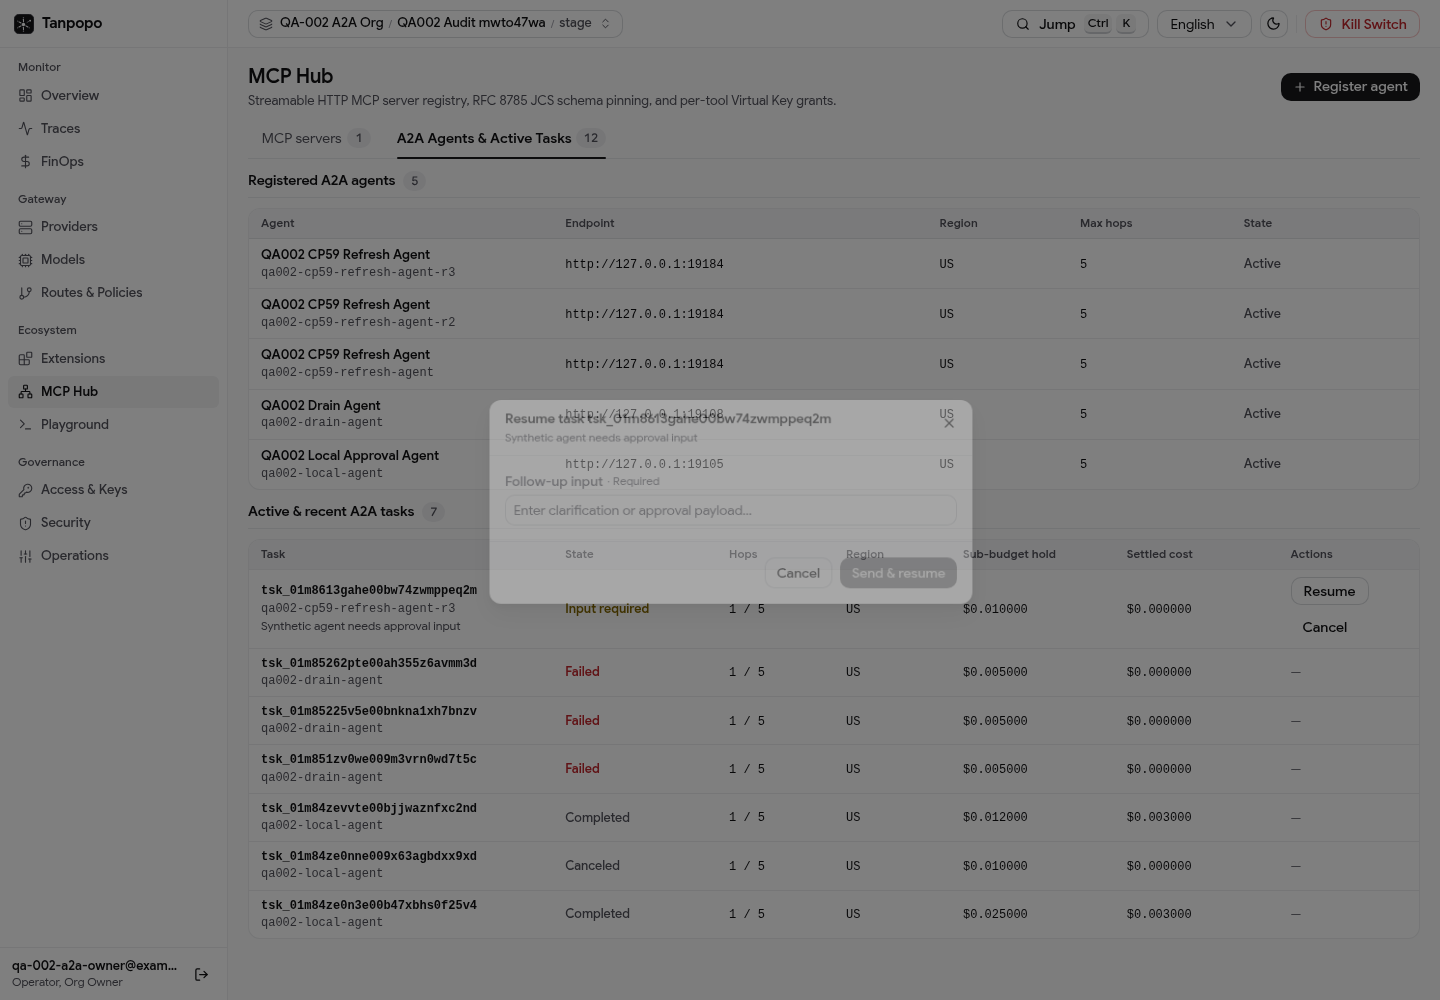 Tanpopo
QA-002 A2A Org / QA002 Audit mwto47wa / stage
Jump Ctrl K
English
Kill Switch
Monitor
Overview
Traces
FinOps
Gateway
Providers
Models
Routes & Policies
Ecosystem
Extensions
MCP Hub
Playground
Governance
Access & Keys
Security
Operations
qa-002-a2a-owner@exam...
Operator, Org Owner
MCP Hub
Streamable HTTP MCP server registry, RFC 8785 JCS schema pinning, and per-tool Virtual Key grants.
+ Register agent
MCP servers 1
A2A Agents & Active Tasks 12
Registered A2A agents 5
Agent Endpoint Region Max hops State
QA002 CP59 Refresh Agent
qa002-cp59-refresh-agent-r3
http://127.0.0.1:19184 US 5 Active
QA002 CP59 Refresh Agent
qa002-cp59-refresh-agent-r2
http://127.0.0.1:19184 US 5 Active
QA002 CP59 Refresh Agent
qa002-cp59-refresh-agent
http://127.0.0.1:19184 US 5 Active
QA002 Drain Agent
qa002-drain-agent
http://127.0.0.1:19108 US 5 Active
QA002 Local Approval Agent
qa002-local-agent
http://127.0.0.1:19105 US 5 Active
Resume task tsk_01m8613gahe00bw74zwmppeq2m
Synthetic agent needs approval input
Follow-up input · Required
Enter clarification or approval payload...
Cancel
Send & resume
Active & recent A2A tasks 7
Task State Hops Region Sub-budget hold Settled cost Actions
tsk_01m8613gahe00bw74zwmppeq2m
qa002-cp59-refresh-agent-r3
Synthetic agent needs approval input
Input required 1 / 5 US $0.010000 $0.000000
Resume
Cancel
tsk_01m85262pte00ah355z6avmm3d
qa002-drain-agent
Failed 1 / 5 US $0.005000 $0.000000 —
tsk_01m85225v5e00bnkna1xh7bnzv
qa002-drain-agent
Failed 1 / 5 US $0.005000 $0.000000 —
tsk_01m851zv0we009m3vrn0wd7t5c
qa002-drain-agent
Failed 1 / 5 US $0.005000 $0.000000 —
tsk_01m84zevvte00bjjwaznfxc2nd
qa002-local-agent
Completed 1 / 5 US $0.012000 $0.003000 —
tsk_01m84ze0nne009x63agbdxx9xd
qa002-local-agent
Canceled 1 / 5 US $0.010000 $0.000000 —
tsk_01m84ze0n3e00b47xbhs0f25v4
qa002-local-agent
Completed 1 / 5 US $0.025000 $0.003000 —